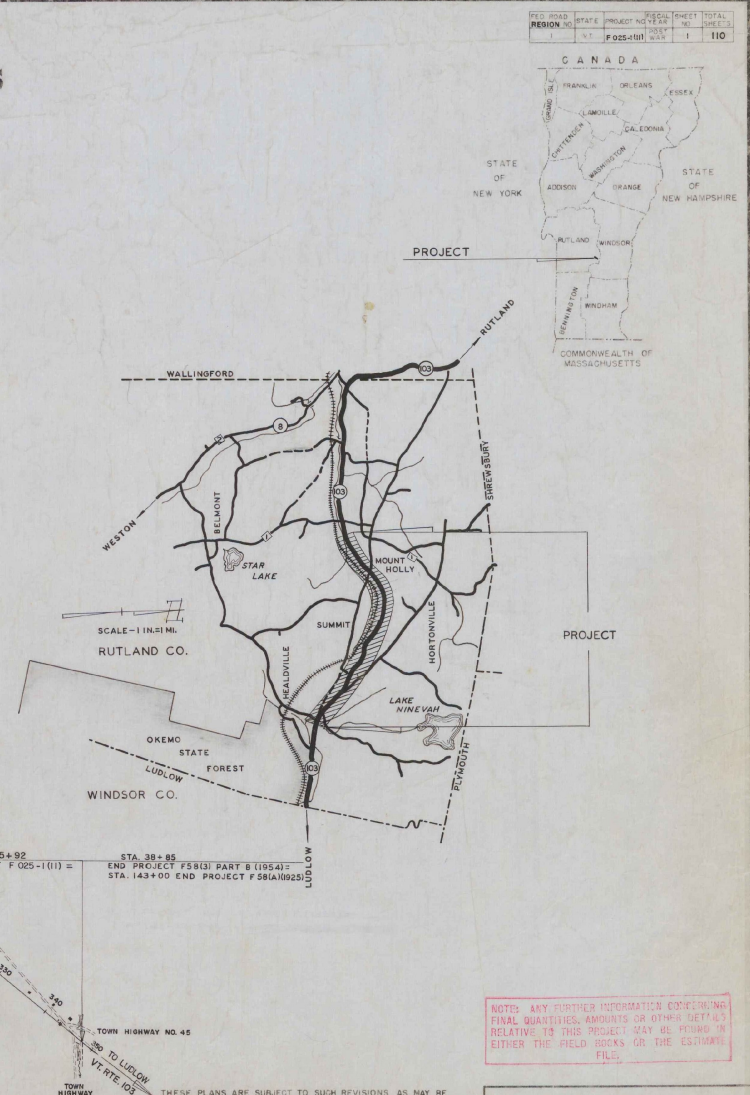 FED. ROAD REGION NO. STATE PROJECT NO. FISCAL YEAR SHEET NO. TOTAL SHEETS
1 VT. F 025-1(11) POST WAR 1 110
S
CANADA
GRAND ISLE
FRANKLIN
ORLEANS
ESSEX
LAMOILLE
CHITTENDEN
CALEDONIA
WASHINGTON
STATE
OF
NEW YORK
ADDISON
ORANGE
STATE
OF
NEW HAMPSHIRE
RUTLAND
WINDSOR
PROJECT
BENNINGTON
WINDHAM
COMMONWEALTH OF
MASSACHUSETTS
RUTLAND
WALLINGFORD
103
8
SHREWSBURY
103
BELMONT
WESTON
STAR
LAKE
MOUNT
HOLLY
SCALE-1 IN.=1 MI.
SUMMIT
HORTONVILLE
PROJECT
RUTLAND CO.
HEALDVILLE
LAKE
NINEVAH
OKEMO
STATE
FOREST
LUDLOW
103
PLYMOUTH
WINDSOR CO.
LUDLOW
5+92
F 025-1(11) =
STA. 38+85
END PROJECT F58(3) PART B (1954)=
STA. 143+00 END PROJECT F 58(A)(1925)
330
340
TOWN HIGHWAY NO. 45
350 TO LUDLOW
VT. RTE. 103
TOWN
HIGHWAY
NOTE: ANY FURTHER INFORMATION CONCERNING
FINAL QUANTITIES, AMOUNTS OR OTHER DETAILS
RELATIVE TO THIS PROJECT MAY BE FOUND IN
EITHER THE FIELD BOOKS OR THE ESTIMATE
FILE.
THESE PLANS ARE SUBJECT TO SUCH REVISIONS AS MAY BE